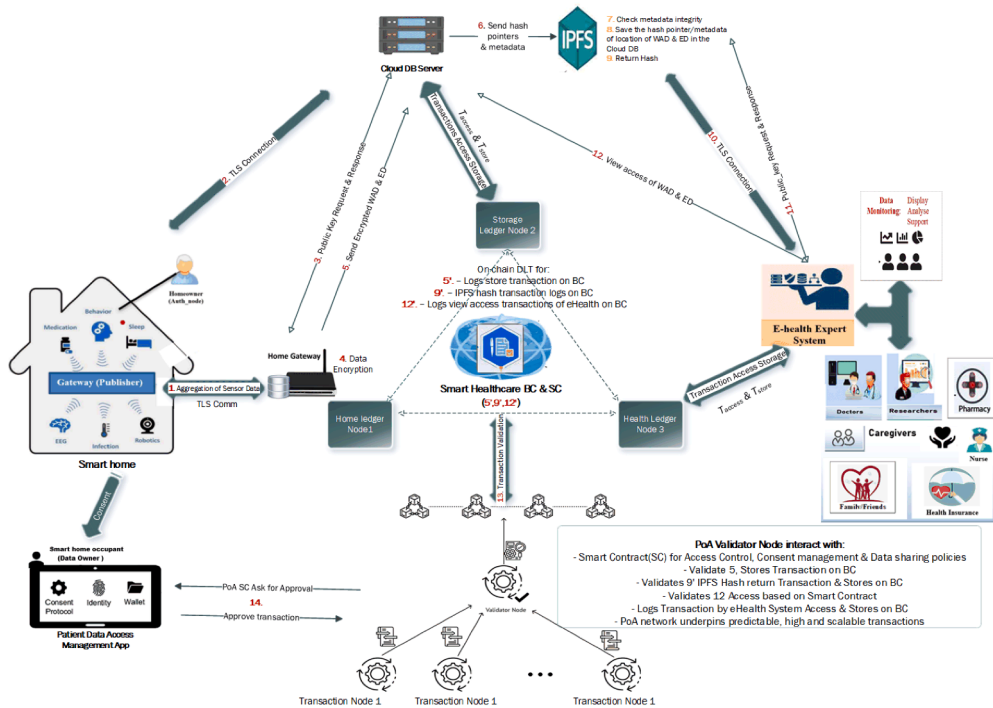 6. Send hash
pointers
& metadata
IPFS
7. Check metadata integrity
8. Save the hash pointer/metadata
of location of WAD & ED in the
Cloud DB
9. Return Hash
Cloud DB Server
2. TLS Connection
3. Public Key Request & Response
5. Send Encrypted WAD & ED
Transactions Access Storage
Taccess & Tstore
12. View access of WAD & ED
10. TLS Connection
11. Public_key Request & Response
Data
Monitoring:
Display
Analyse
Support
Storage
Ledger Node 2
Homeowner
(Auth_node)
On-chain DLT for:
5'. – Logs store transaction on BC
9'. – IPFS hash transaction logs on BC
12'. – Logs view access transactions of eHealth on BC
E-health Expert
System
Behavior
Medication
Sleep
Gateway (Publisher)
EEG
Infection
Robotics
Smart home
1. Aggregation of Sensor Data
TLS Comm
Home Gateway
4. Data
Encryption
Smart Healthcare BC & SC
(5',9',12')
Transaction Access Storage
Taccess & Tstore
Home ledger
Node1
Health Ledger
Node 3
Doctors
Researchers
Pharmacy
Caregivers
Nurse
Family/Friends
Health Insurance
13. Transaction Validation
Consent
Smart home occupant
(Data Owner )
Consent
Protocol
Identity
Wallet
Patient Data Access
Management App
PoA SC Ask for Approval
14.
Approve transaction
Validator Node
PoA Validator Node interact with:
- Smart Contract(SC) for Access Control, Consent management & Data sharing policies
- Validate 5, Stores Transaction on BC
- Validates 9' IPFS Hash return Transaction & Stores on BC
- Validates 12 Access based on Smart Contract
- Logs Transaction by eHealth System Access & Stores on BC
- PoA network underpins predictable, high and scalable transactions
Transaction Node 1
Transaction Node 1
Transaction Node 1